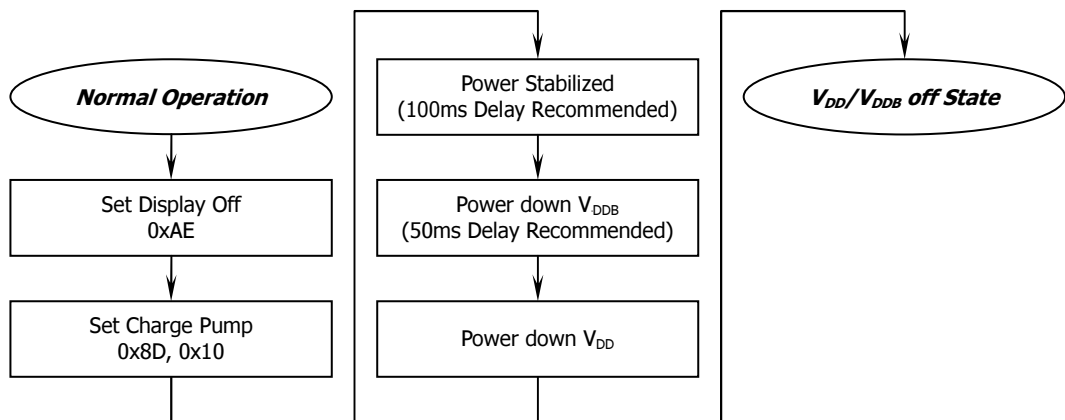 Normal Operation
Set Display Off
0xAE
Set Charge Pump
0x8D, 0x10
Power Stabilized
(100ms Delay Recommended)
Power down VDDB
(50ms Delay Recommended)
Power down VDD
VDD/VDDB off State